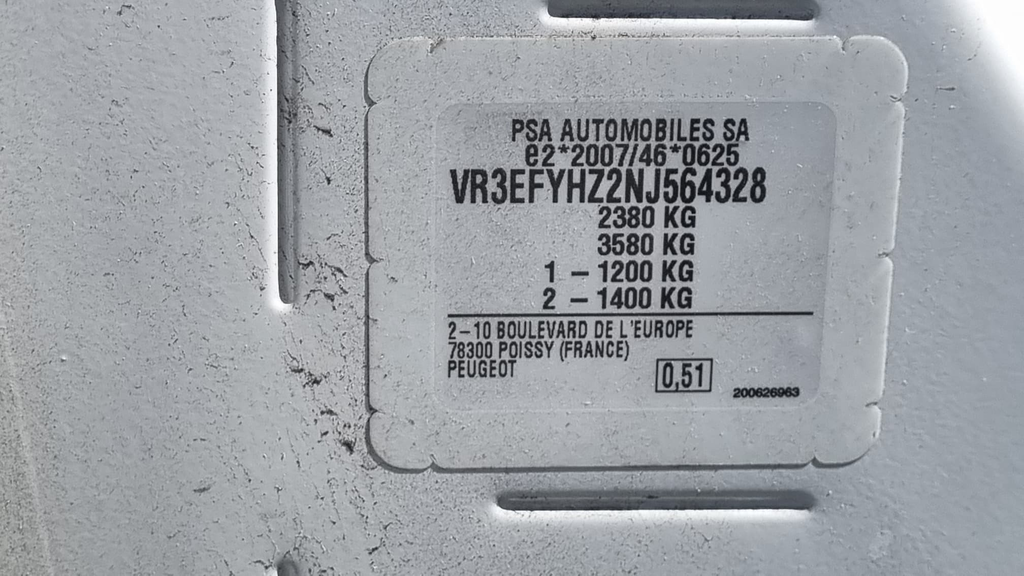 PSA AUTOMOBILES SA
e2*2007/46*0625
VR3EFYHZ2NJ564328
2380 KG
3580 KG
1 – 1200 KG
2 – 1400 KG
2–10 BOULEVARD DE L'EUROPE
78300 POISSY (FRANCE)
PEUGEOT
0,51
200626963